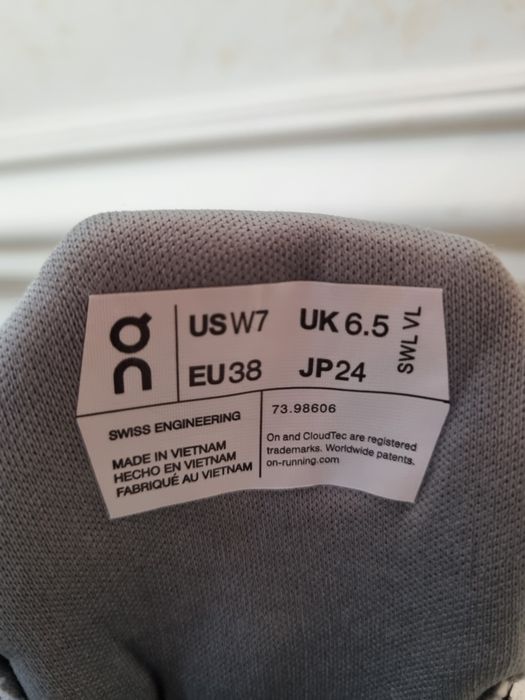 on
US W7 UK 6.5
EU 38 JP 24
SWL VL
SWISS ENGINEERING
MADE IN VIETNAM
HECHO EN VIETNAM
FABRIQUÉ AU VIETNAM
73.98606
On and CloudTec are registered
trademarks. Worldwide patents.
on-running.com